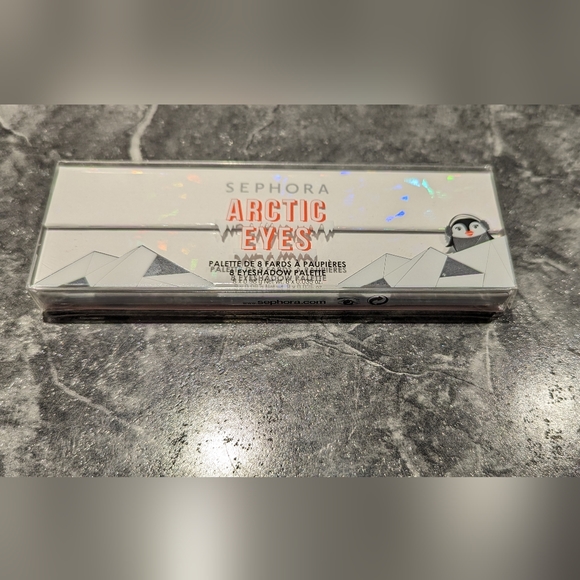 SEPHORA
ARCTIC
EYES
PALETTE DE 8 FARDS À PAUPIÈRES
8 EYESHADOW PALETTE
www.sephora.com